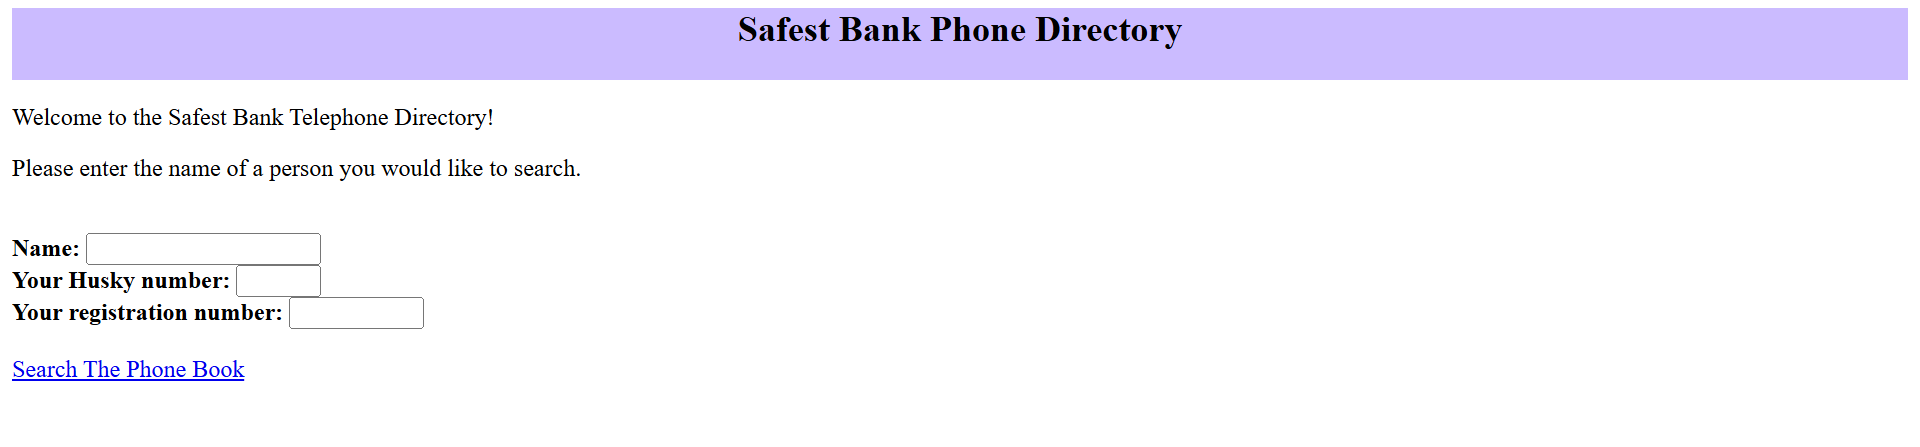 Safest Bank Phone Directory
Welcome to the Safest Bank Telephone Directory!
Please enter the name of a person you would like to search.
Name:
Your Husky number:
Your registration number:
Search The Phone Book